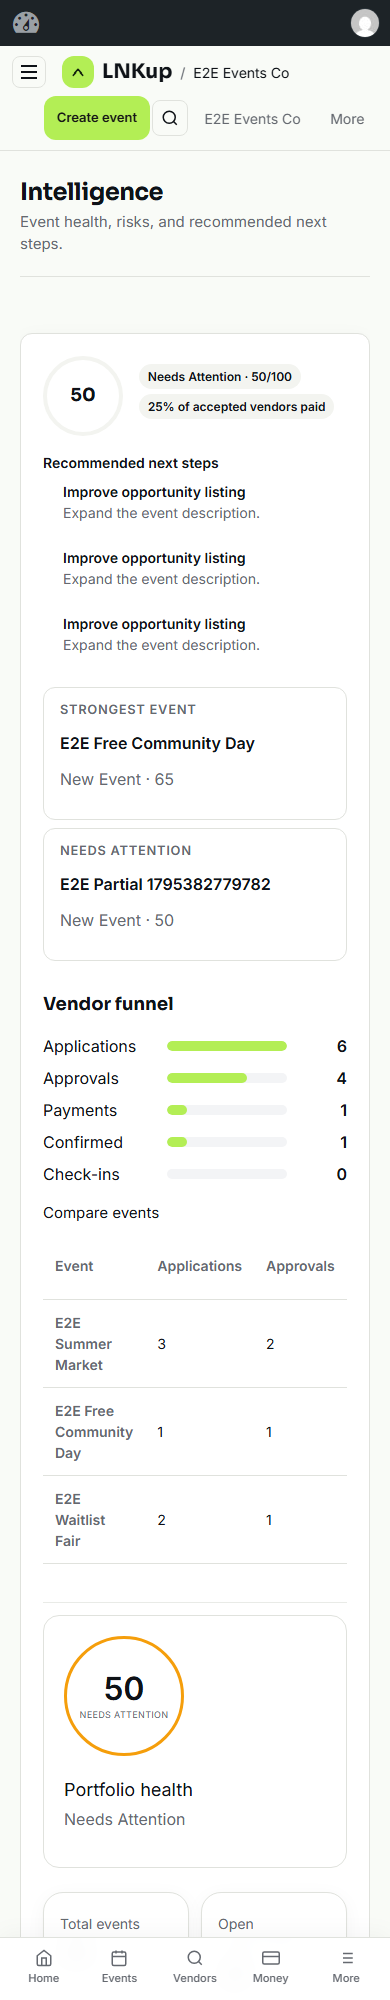 LNKup / E2E Events Co
Create event
E2E Events Co
More
Intelligence
Event health, risks, and recommended next
steps.
50
Needs Attention · 50/100
25% of accepted vendors paid
Recommended next steps
Improve opportunity listing
Expand the event description.
Improve opportunity listing
Expand the event description.
Improve opportunity listing
Expand the event description.
STRONGEST EVENT
E2E Free Community Day
New Event · 65
NEEDS ATTENTION
E2E Partial 1795382779782
New Event · 50
Vendor funnel
Applications 6
Approvals 4
Payments 1
Confirmed 1
Check-ins 0
Compare events
Event Applications Approvals
E2E
Summer
Market
3 2
E2E Free
Community
Day
1 1
E2E
Waitlist
Fair
2 1
50
NEEDS ATTENTION
Portfolio health
Needs Attention
Total events
Open
Home Events Vendors Money More